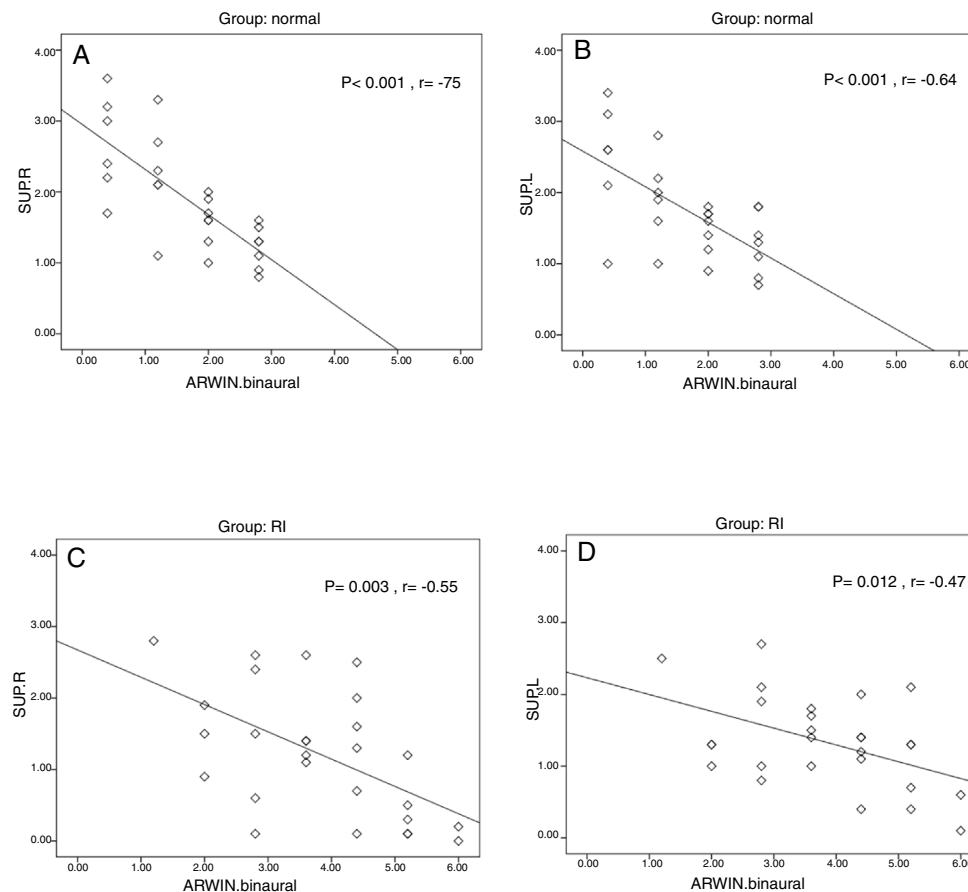 Group: normal
A
P< 0.001 , r= -75
4.00
3.00
2.00
1.00
0.00
SUP.R
0.00 1.00 2.00 3.00 4.00 5.00 6.00
ARWIN.binaural
Group: normal
B
P< 0.001 , r= -0.64
4.00
3.00
2.00
1.00
0.00
SUP.L
0.00 1.00 2.00 3.00 4.00 5.00 6.00
ARWIN.binaural
Group: RI
C
P= 0.003 , r= -0.55
4.00
3.00
2.00
1.00
0.00
SUP.R
0.00 1.00 2.00 3.00 4.00 5.00 6.00
ARWIN.binaural
Group: RI
D
P= 0.012 , r= -0.47
4.00
3.00
2.00
1.00
0.00
SUP.L
0.00 1.00 2.00 3.00 4.00 5.00 6.00
ARWIN.binaural